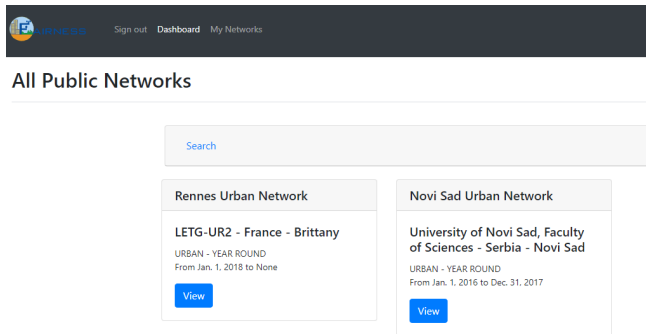 Sign out Dashboard My Networks
All Public Networks
Search
Rennes Urban Network
LETG-UR2 - France - Brittany
URBAN - YEAR ROUND
From Jan. 1, 2018 to None
View
Novi Sad Urban Network
University of Novi Sad, Faculty
of Sciences - Serbia - Novi Sad
URBAN - YEAR ROUND
From Jan. 1, 2016 to Dec. 31, 2017
View